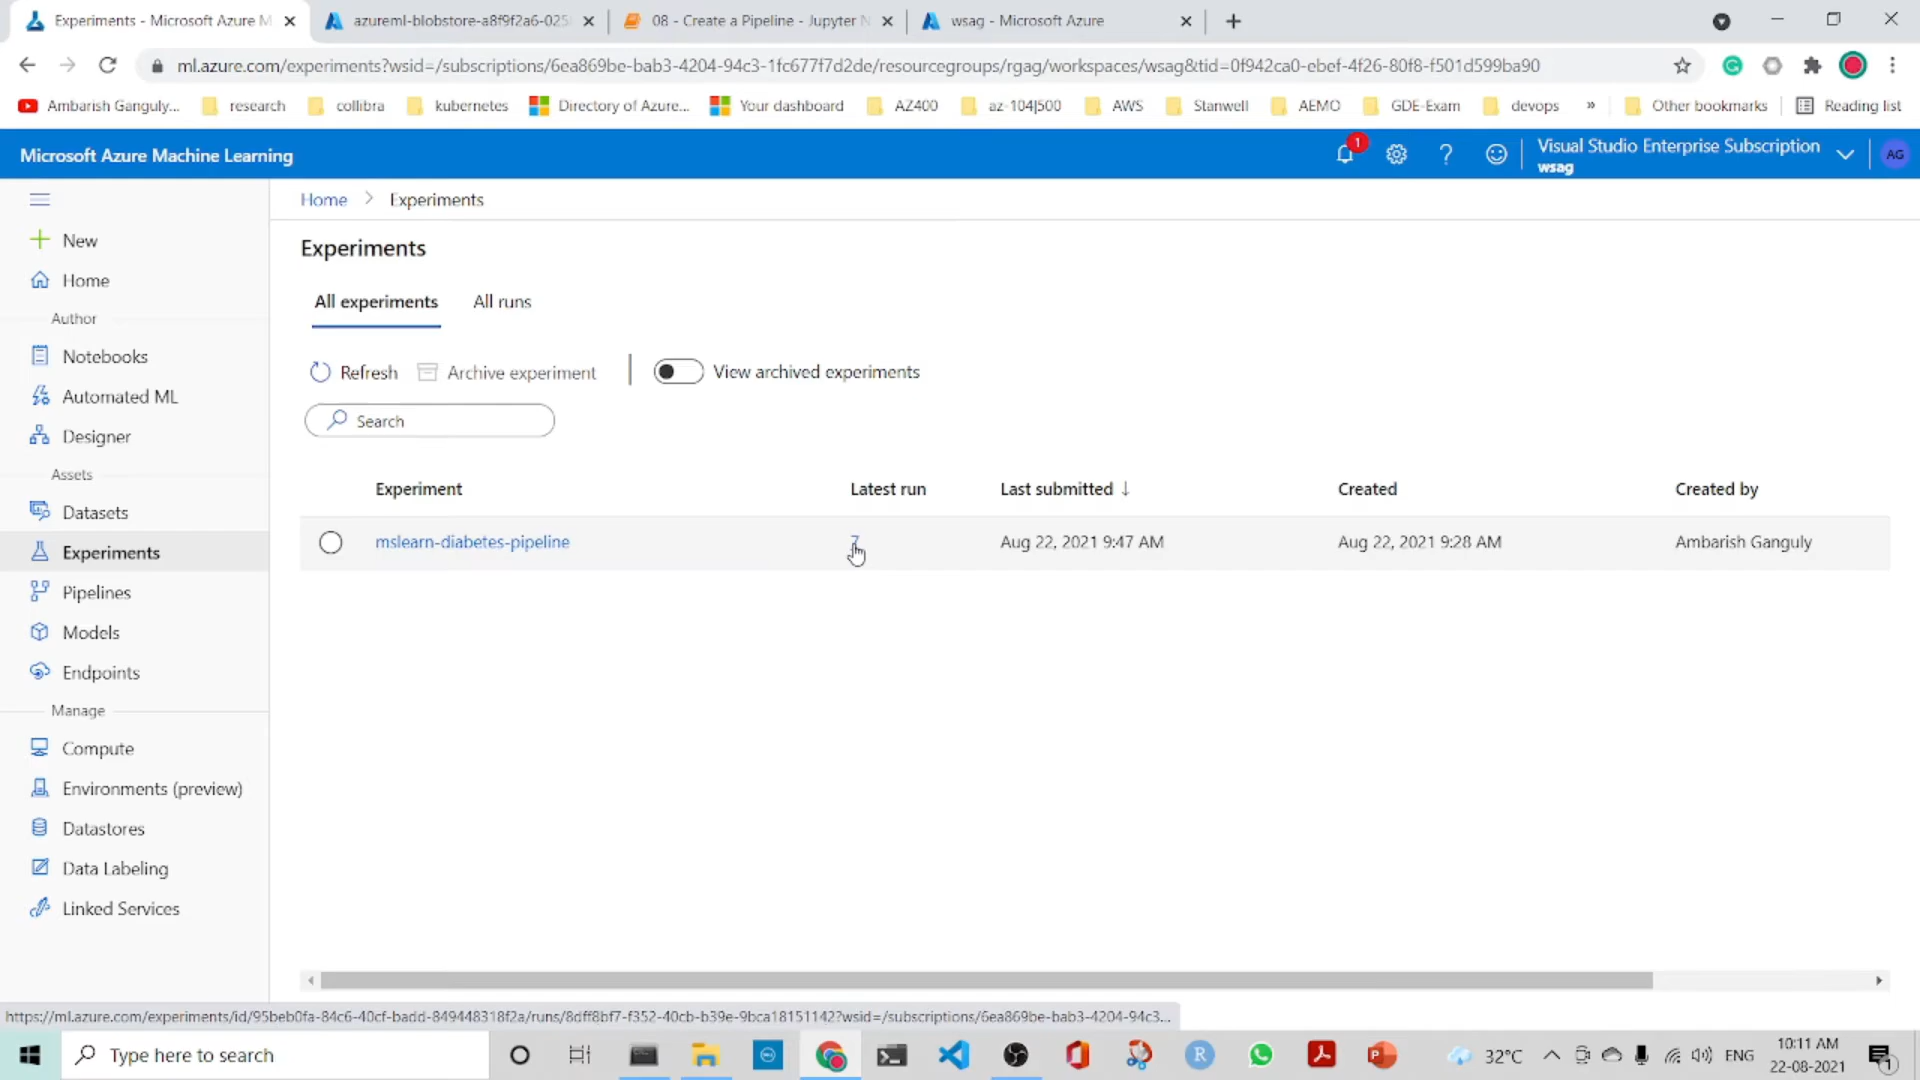 Experiments - Microsoft Azure M
azureml-blobstore-a8f9f2a6-025
08 - Create a Pipeline - Jupyter N
wsag - Microsoft Azure
ml.azure.com/experiments?wsid=/subscriptions/6ea869be-bab3-4204-94c3-1fc677f7d2de/resourcegroups/rgag/workspaces/wsag&tid=0f942ca0-ebef-4f26-80f8-f501d599ba90
Ambarish Ganguly... research collibra kubernetes Directory of Azure... Your dashboard AZ400 az-104|500 AWS Stanwell AEMO GDE-Exam devops » Other bookmarks Reading list
Microsoft Azure Machine Learning
1
Visual Studio Enterprise Subscription
wsag
AG
Home > Experiments
New
Home
Author
Notebooks
Automated ML
Designer
Assets
Datasets
Experiments
Pipelines
Models
Endpoints
Manage
Compute
Environments (preview)
Datastores
Data Labeling
Linked Services
Experiments
All experiments All runs
Refresh Archive experiment View archived experiments
Search
Experiment Latest run Last submitted ↓ Created Created by
mslearn-diabetes-pipeline 7 Aug 22, 2021 9:47 AM Aug 22, 2021 9:28 AM Ambarish Ganguly
https://ml.azure.com/experiments/id/95beb0fa-84c6-40cf-badd-849448318f2a/runs/8dff8bf7-f352-40cb-b39e-9bca18151142?wsid=/subscriptions/6ea869be-bab3-4204-94c3...
Type here to search
32°C
ENG
10:11 AM
22-08-2021
1